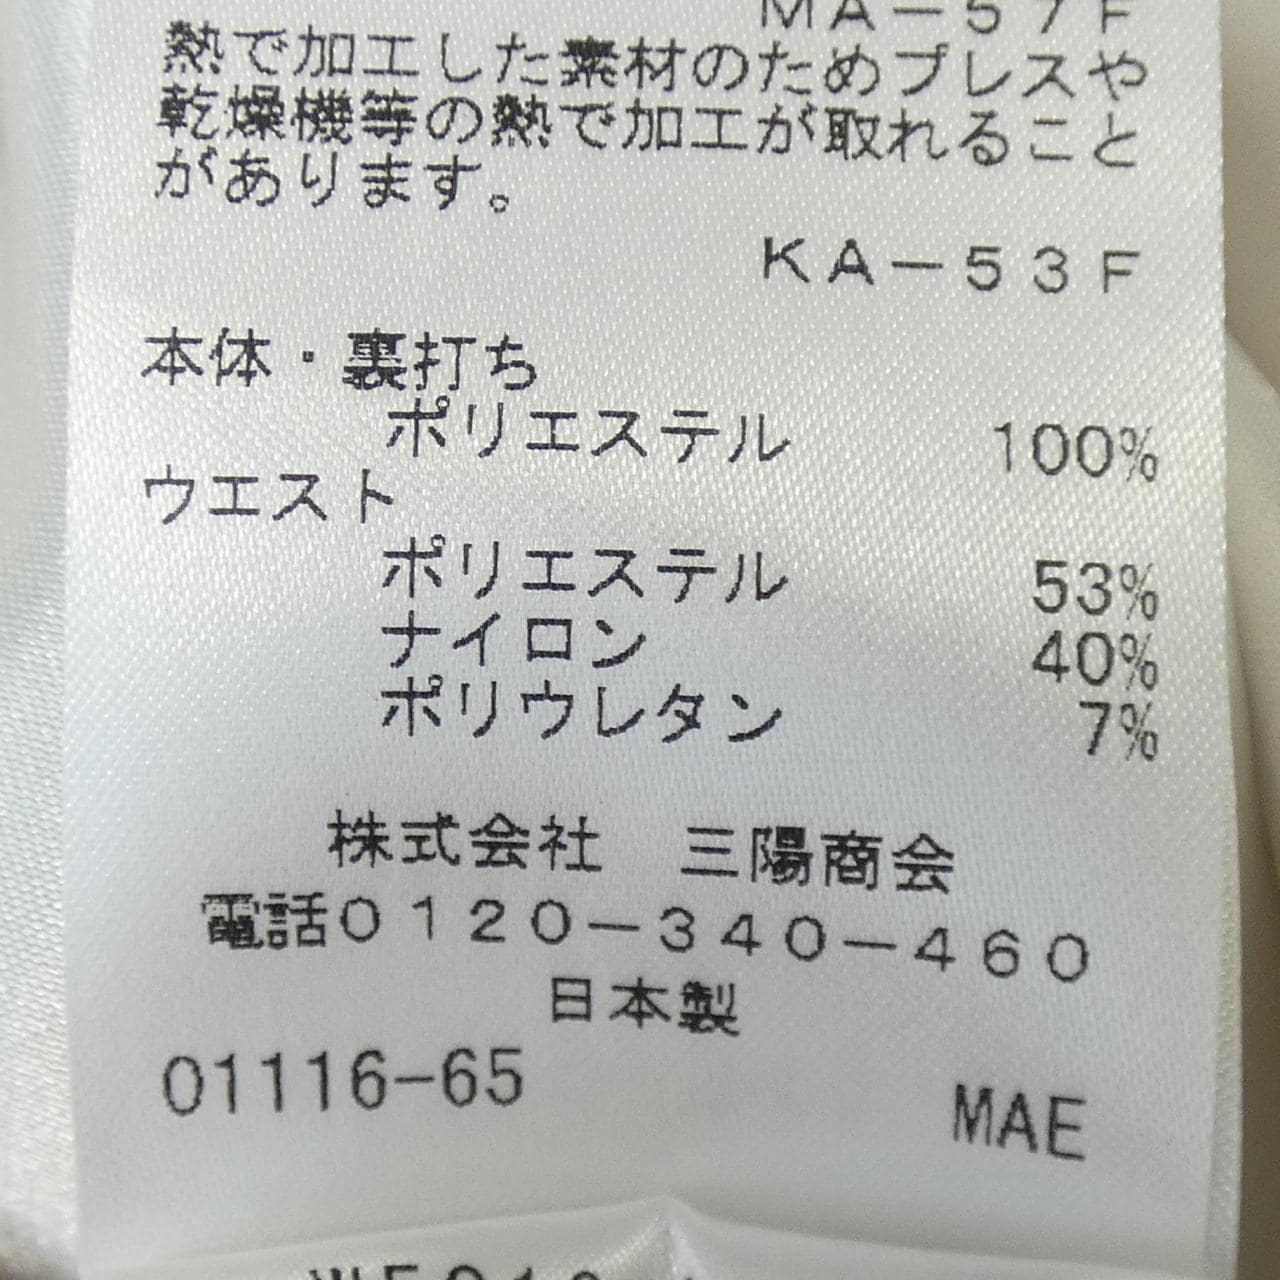 MA－57F
熱で加工した素材のためプレスや
乾燥機等の熱で加工が取れること
があります。
KA－53F
本体・裏打ち
ポリエステル 100%
ウエスト
ポリエステル 53%
ナイロン 40%
ポリウレタン 7%
株式会社　三陽商会
電話０１２０－３４０－４６０
日本製
01116-65 MAE